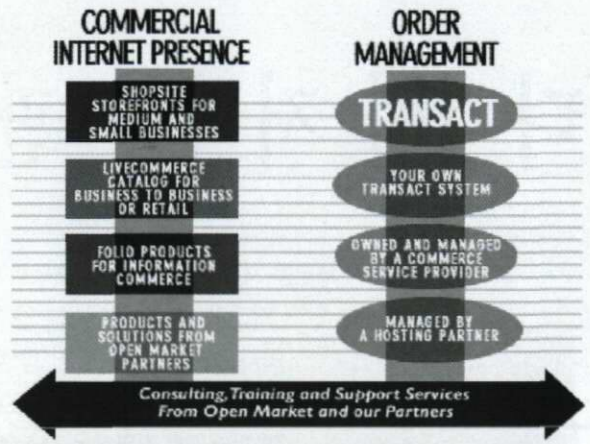 COMMERCIAL
INTERNET PRESENCE
SHOPSITE
STOREFRONTS FOR
MEDIUM AND
SMALL BUSINESSES
LIVECOMMERCE
CATALOG FOR
BUSINESS TO BUSINESS
OR RETAIL
FOLIO PRODUCTS
FOR INFORMATION
COMMERCE
PRODUCTS AND
SOLUTIONS FROM
OPEN MARKET
PARTNERS
ORDER
MANAGEMENT
TRANSACT
YOUR OWN
TRANSACT SYSTEM
OWNED AND MANAGED
BY A COMMERCE
SERVICE PROVIDER
MANAGED BY
A HOSTING PARTNER
Consulting, Training and Support Services
From Open Market and our Partners